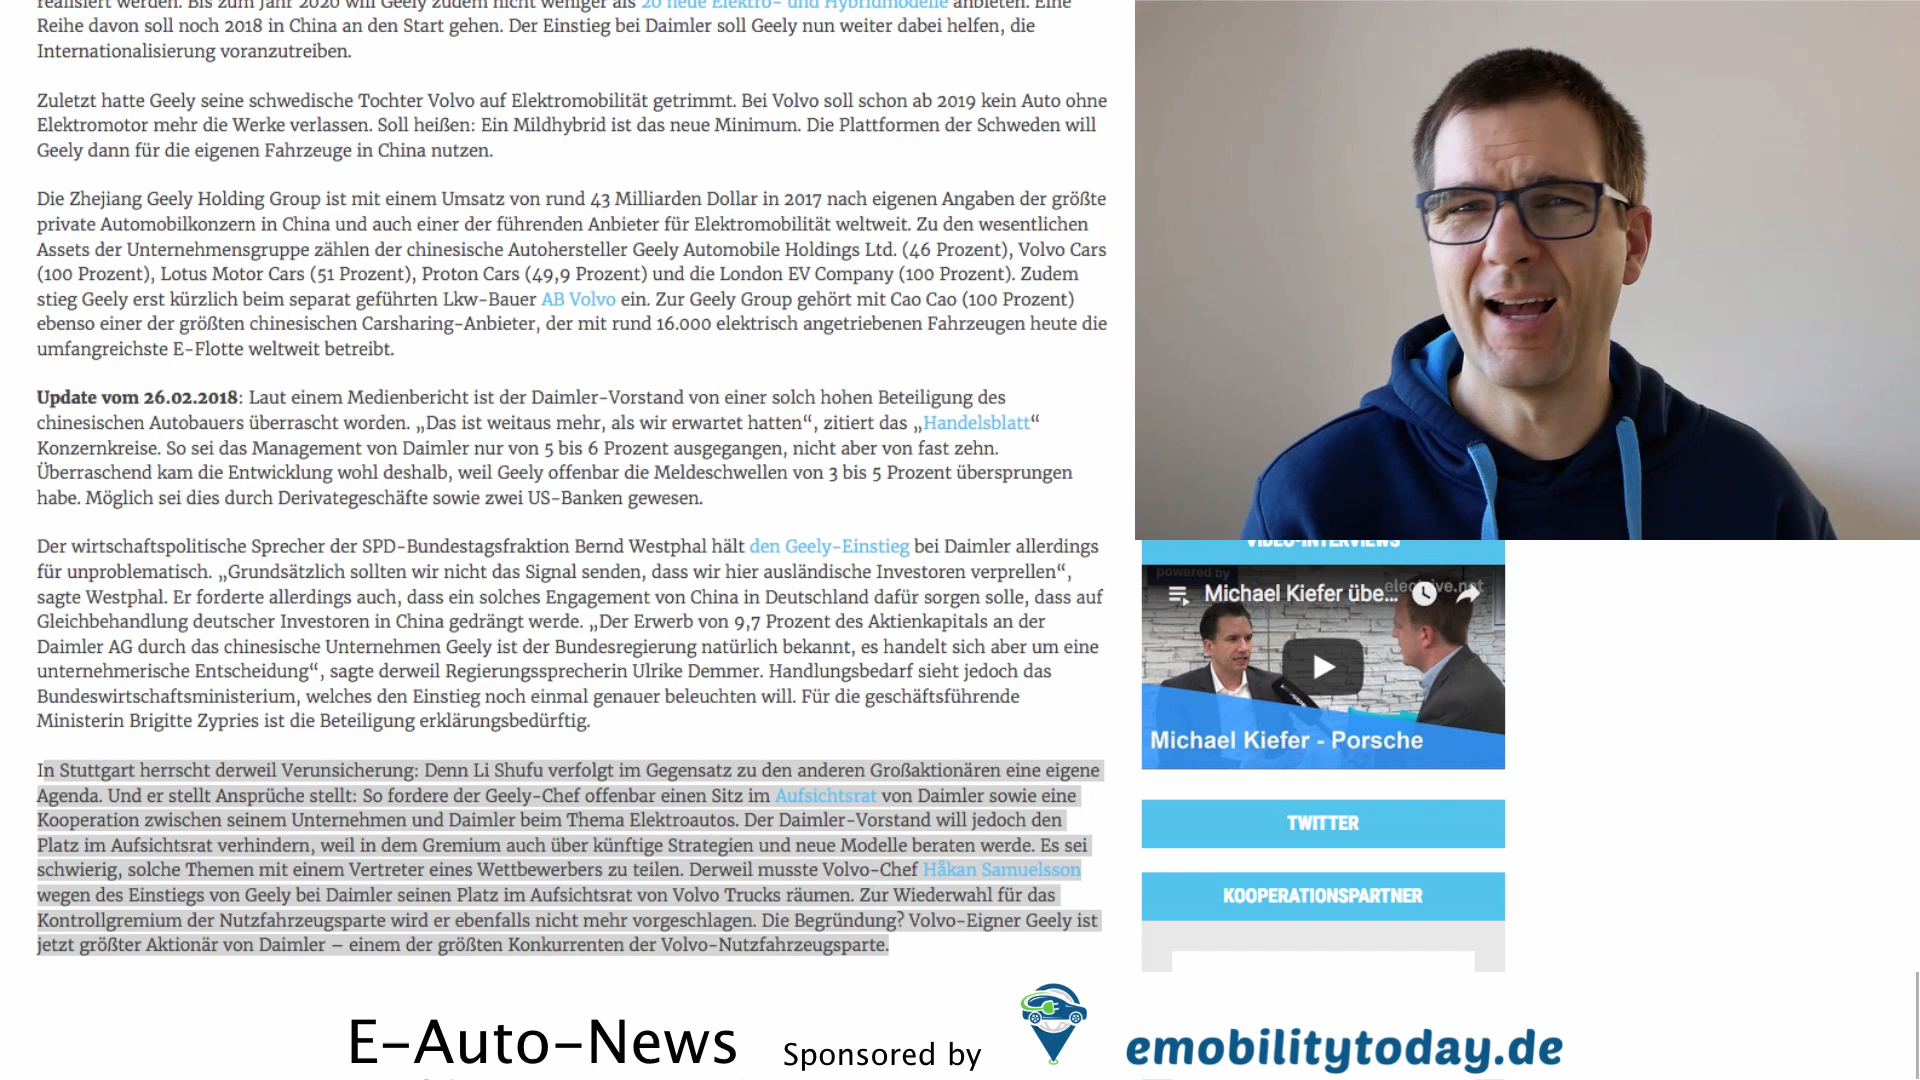 realisiert werden. Bis zum Jahr 2020 will Geely zudem nicht weniger als 20 neue Elektro- und Hybridmodelle anbieten. Eine
Reihe davon soll noch 2018 in China an den Start gehen. Der Einstieg bei Daimler soll Geely nun weiter dabei helfen, die
Internationalisierung voranzutreiben.
Zuletzt hatte Geely seine schwedische Tochter Volvo auf Elektromobilität getrimmt. Bei Volvo soll schon ab 2019 kein Auto ohne
Elektromotor mehr die Werke verlassen. Soll heißen: Ein Mildhybrid ist das neue Minimum. Die Plattformen der Schweden will
Geely dann für die eigenen Fahrzeuge in China nutzen.
Die Zhejiang Geely Holding Group ist mit einem Umsatz von rund 43 Milliarden Dollar in 2017 nach eigenen Angaben der größte
private Automobilkonzern in China und auch einer der führenden Anbieter für Elektromobilität weltweit. Zu den wesentlichen
Assets der Unternehmensgruppe zählen der chinesische Autohersteller Geely Automobile Holdings Ltd. (46 Prozent), Volvo Cars
(100 Prozent), Lotus Motor Cars (51 Prozent), Proton Cars (49,9 Prozent) und die London EV Company (100 Prozent). Zudem
stieg Geely erst kürzlich beim separat geführten Lkw-Bauer AB Volvo ein. Zur Geely Group gehört mit Cao Cao (100 Prozent)
ebenso einer der größten chinesischen Carsharing-Anbieter, der mit rund 16.000 elektrisch angetriebenen Fahrzeugen heute die
umfangreichste E-Flotte weltweit betreibt.
Update vom 26.02.2018: Laut einem Medienbericht ist der Daimler-Vorstand von einer solch hohen Beteiligung des
chinesischen Autobauers überrascht worden. „Das ist weitaus mehr, als wir erwartet hatten“, zitiert das „Handelsblatt“
Konzernkreise. So sei das Management von Daimler nur von 5 bis 6 Prozent ausgegangen, nicht aber von fast zehn.
Überraschend kam die Entwicklung wohl deshalb, weil Geely offenbar die Meldeschwellen von 3 bis 5 Prozent übersprungen
habe. Möglich sei dies durch Derivategeschäfte sowie zwei US-Banken gewesen.
Der wirtschaftspolitische Sprecher der SPD-Bundestagsfraktion Bernd Westphal hält den Geely-Einstieg bei Daimler allerdings
für unproblematisch. „Grundsätzlich sollten wir nicht das Signal senden, dass wir hier ausländische Investoren verprellen“,
sagte Westphal. Er forderte allerdings auch, dass ein solches Engagement von China in Deutschland dafür sorgen solle, dass auf
Gleichbehandlung deutscher Investoren in China gedrängt werde. „Der Erwerb von 9,7 Prozent des Aktienkapitals an der
Daimler AG durch das chinesische Unternehmen Geely ist der Bundesregierung natürlich bekannt, es handelt sich aber um eine
unternehmerische Entscheidung“, sagte derweil Regierungssprecherin Ulrike Demmer. Handlungsbedarf sieht jedoch das
Bundeswirtschaftsministerium, welches den Einstieg noch einmal genauer beleuchten will. Für die geschäftsführende
Ministerin Brigitte Zypries ist die Beteiligung erklärungsbedürftig.
In Stuttgart herrscht derweil Verunsicherung: Denn Li Shufu verfolgt im Gegensatz zu den anderen Großaktionären eine eigene
Agenda. Und er stellt Ansprüche stellt: So fordere der Geely-Chef offenbar einen Sitz im Aufsichtsrat von Daimler sowie eine
Kooperation zwischen seinem Unternehmen und Daimler beim Thema Elektroautos. Der Daimler-Vorstand will jedoch den
Platz im Aufsichtsrat verhindern, weil in dem Gremium auch über künftige Strategien und neue Modelle beraten werde. Es sei
schwierig, solche Themen mit einem Vertreter eines Wettbewerbers zu teilen. Derweil musste Volvo-Chef Håkan Samuelsson
wegen des Einstiegs von Geely bei Daimler seinen Platz im Aufsichtsrat von Volvo Trucks räumen. Zur Wiederwahl für das
Kontrollgremium der Nutzfahrzeugsparte wird er ebenfalls nicht mehr vorgeschlagen. Die Begründung? Volvo-Eigner Geely ist
jetzt größter Aktionär von Daimler – einem der größten Konkurrenten der Volvo-Nutzfahrzeugsparte.
VIDEO-INTERVIEWS
powered by
electrive.net
Michael Kiefer übe...
Michael Kiefer - Porsche
TWITTER
KOOPERATIONSPARTNER
E-Auto-News
Sponsored by
emobilitytoday.de